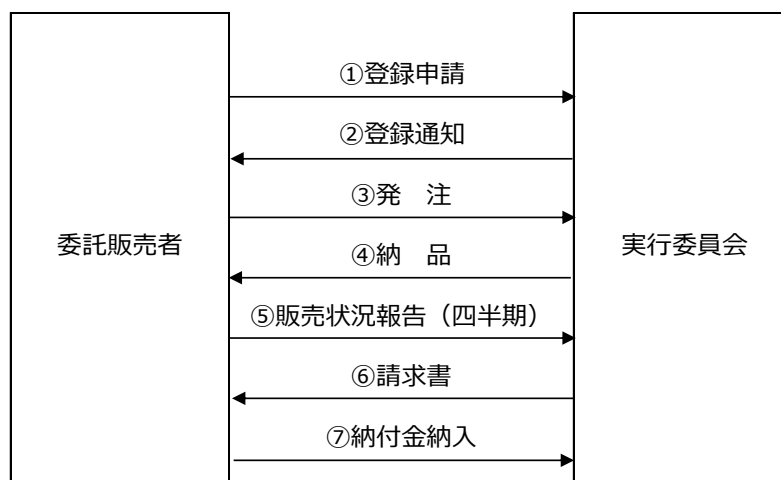 ①登録申請
②登録通知
③発　注
委託販売者
実行委員会
④納　品
⑤販売状況報告（四半期）
⑥請求書
⑦納付金納入